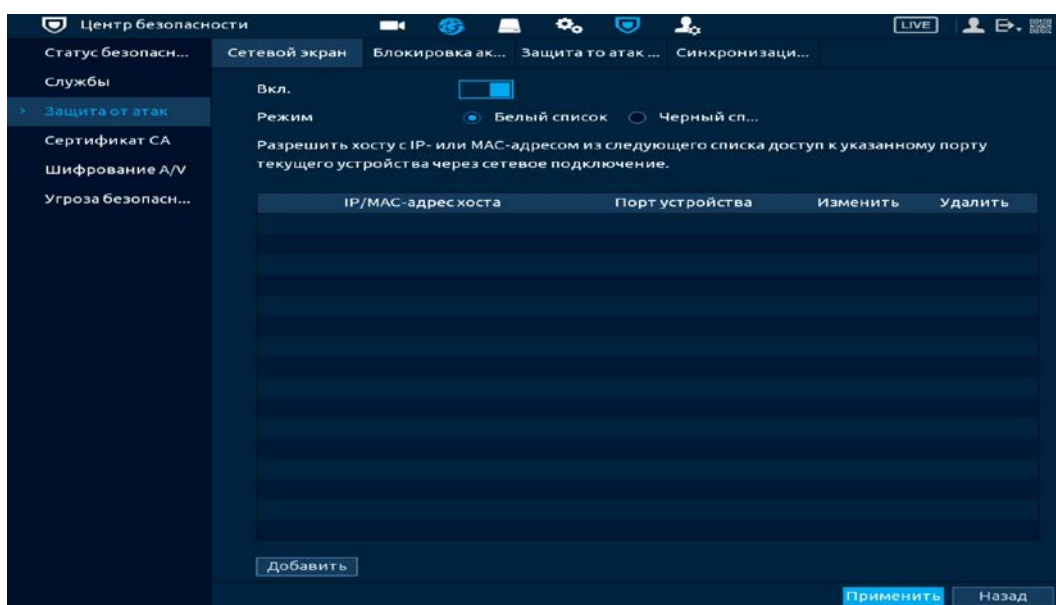 Центр безопасности
LIVE
Статус безопасн...
Службы
Защита от атак
Сертификат CA
Шифрование A/V
Угроза безопасн...
Сетевой экран
Блокировка ак...
Защита то атак ...
Синхронизаци...
Вкл.
Режим
Белый список
Черный сп...
Разрешить хосту с IP- или MAC-адресом из следующего списка доступ к указанному порту
текущего устройства через сетевое подключение.
IP/MAC-адрес хоста
Порт устройства
Изменить
Удалить
Добавить
Применить
Назад